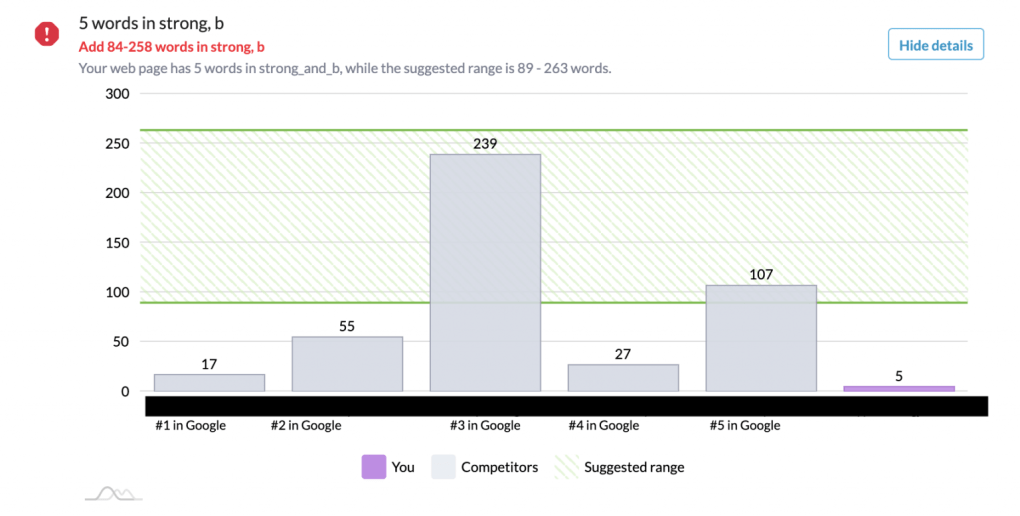 5 words in strong, b
Add 84-258 words in strong, b
Hide details
Your web page has 5 words in strong_and_b, while the suggested range is 89 - 263 words.
300
250
200
150
100
50
0
17
55
239
27
107
5
#1 in Google
#2 in Google
#3 in Google
#4 in Google
#5 in Google
You
Competitors
Suggested range